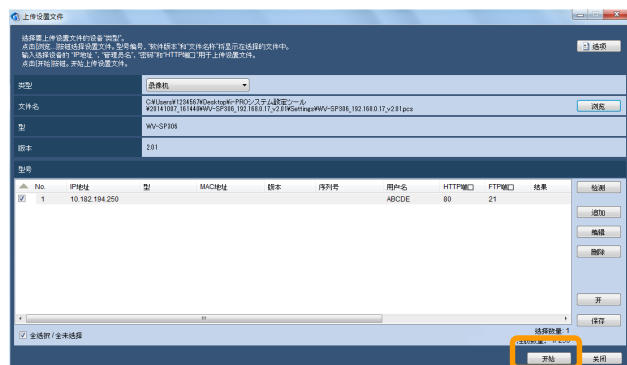 上传设置文件
选择要上传设置文件的设备"类型"。
点击[浏览...]按钮选择设置文件。型号编号，"软件版本"和"文件名称"将显示在选择的文件中。
输入选择设备的 "IP地址"，"管理员名"，"密码"和"HTTP端口"用于上传设置文件。
点击[开始]按钮。开始上传设置文件。
选项
类型
录像机
文件名
C:¥Users¥1234567¥Desktop¥i-PROシステム設定ツール
¥20141007_161449¥WV-SP306_192.168.0.17_v2.01¥Settings¥WV-SP306_192.168.0.17_v2.01.pcs
浏览
型
WV-SP306
版本
2.01
型号
No. IP地址 型 MAC地址 版本 序列号 用户名 HTTP端口 FTP端口 结果
1 10.182.194.250 ABCDE 80 21
检测
追加
编辑
删除
开
保存
全选择/全未选择
选择数量: 1
开始
关闭